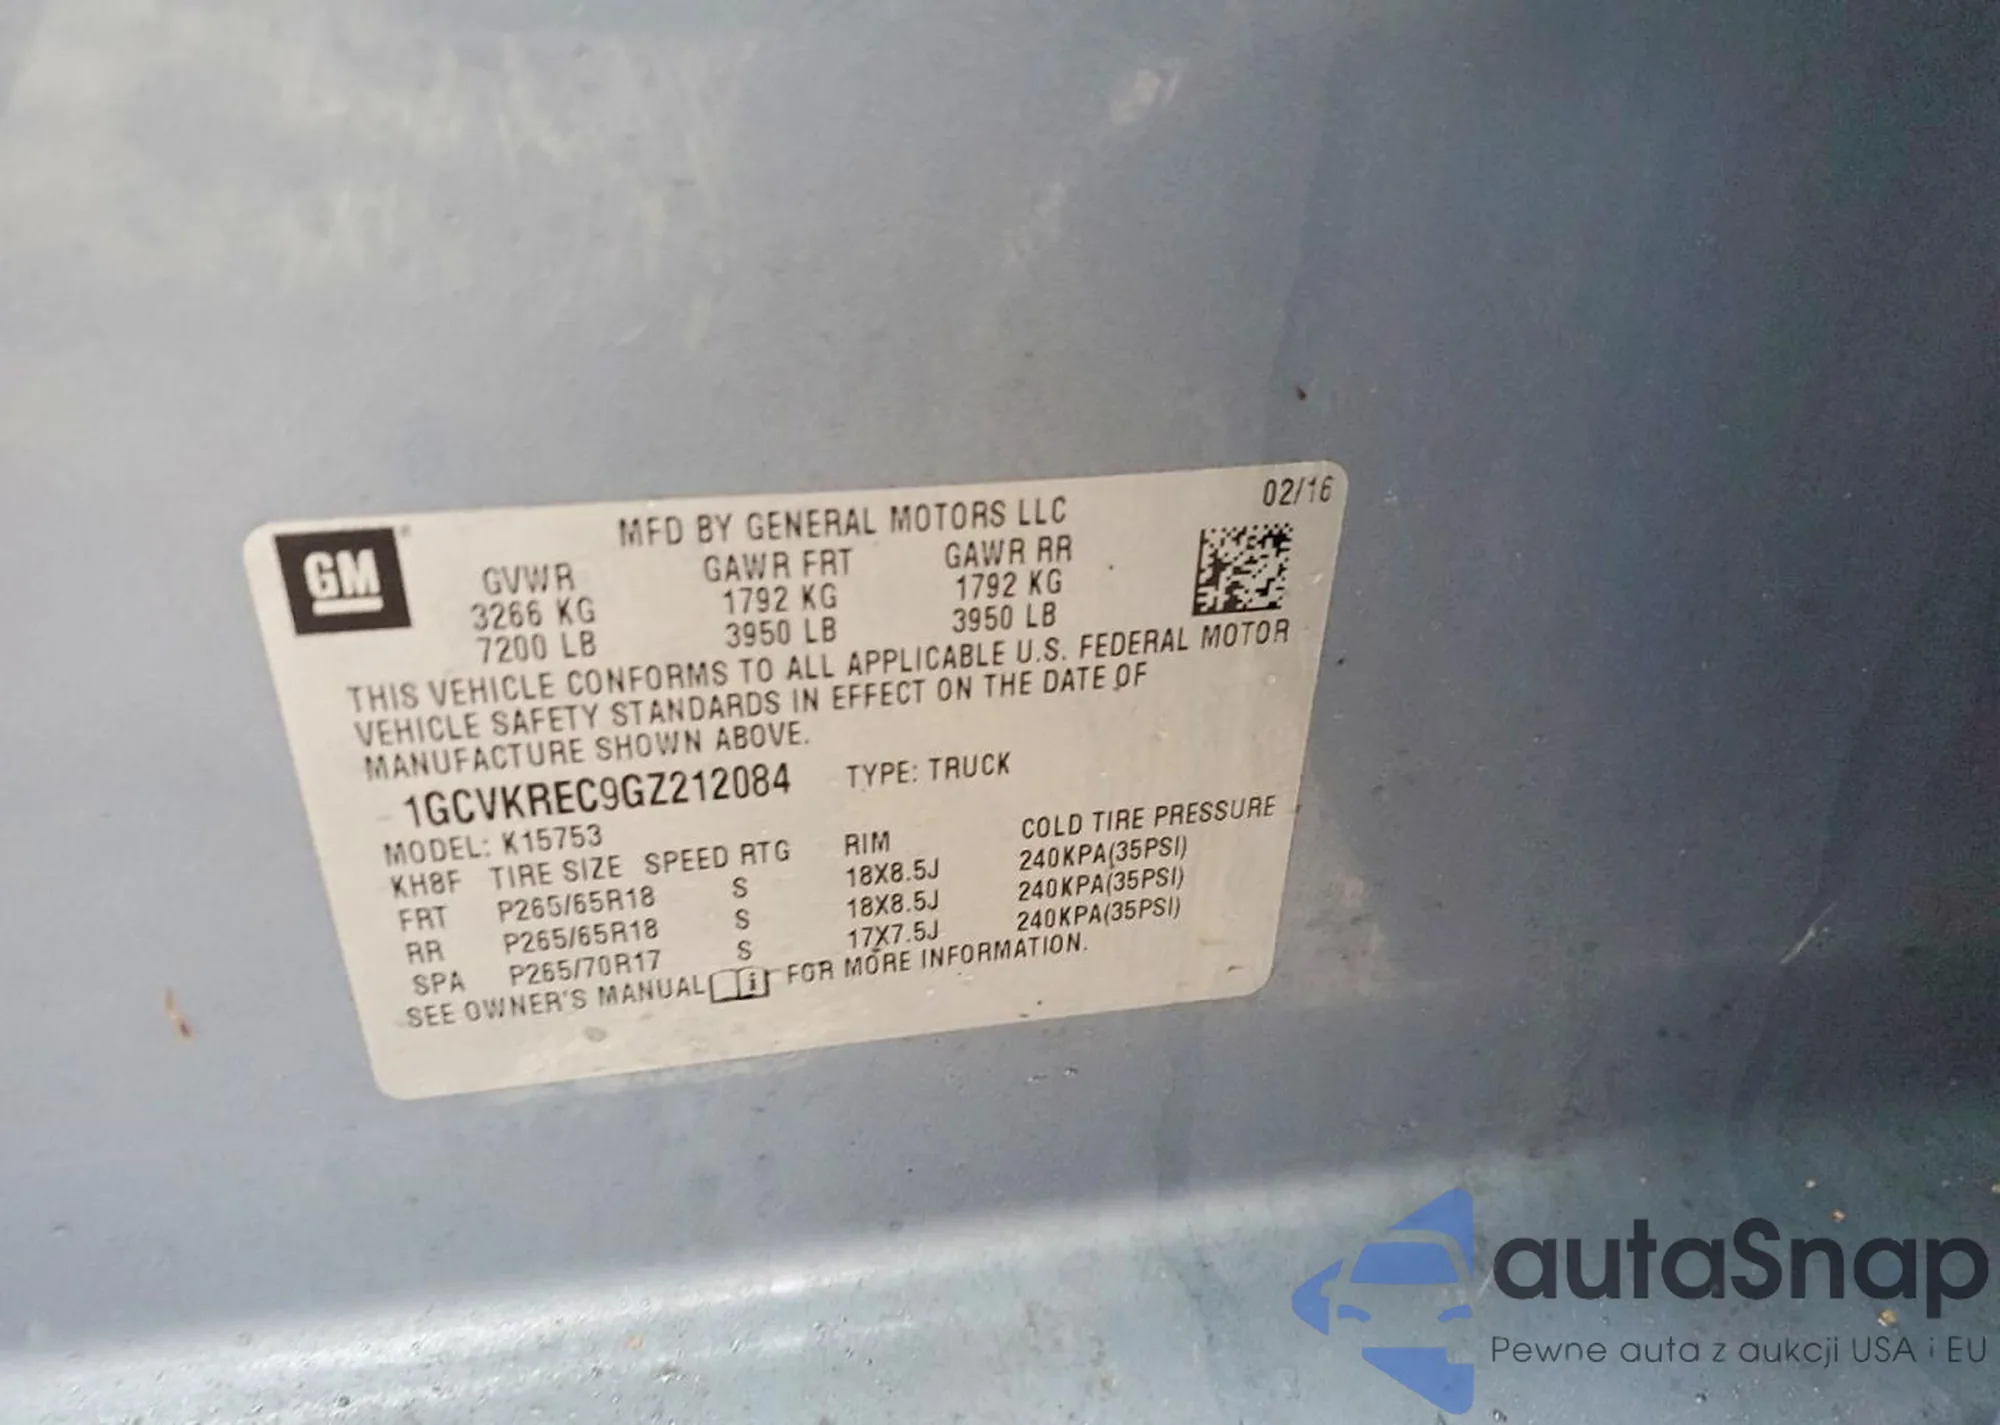 02/16
GM
MFD BY GENERAL MOTORS LLC
GVWR GAWR FRT GAWR RR
3266 KG 1792 KG 1792 KG
7200 LB 3950 LB 3950 LB
THIS VEHICLE CONFORMS TO ALL APPLICABLE U.S. FEDERAL MOTOR
VEHICLE SAFETY STANDARDS IN EFFECT ON THE DATE OF
MANUFACTURE SHOWN ABOVE.
1GCVKREC9GZ212084 TYPE: TRUCK
MODEL: K15753
KH8F TIRE SIZE SPEED RTG RIM COLD TIRE PRESSURE
FRT P265/65R18 S 18X8.5J 240KPA(35PSI)
RR P265/65R18 S 18X8.5J 240KPA(35PSI)
SPA P265/70R17 S 17X7.5J 240KPA(35PSI)
SEE OWNER'S MANUAL FOR MORE INFORMATION.
autaSnap
Pewne auta z aukcji USA i EU